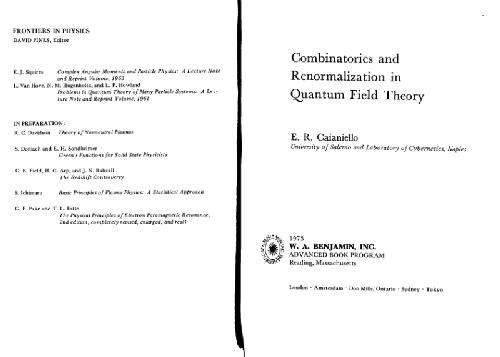 FRONTIERS IN PHYSICS
DAVID PINES, Editor
E. J. Squires Complex Angular Momenta and Particle Physics: A Lecture Note
and Reprint Volume, 1963
L. Van Hove, N. M. Hugenholtz, and L. P. Howland
Problems in Quantum Theory of Many-Particle Systems: A Lec-
ture Note and Reprint Volume, 1961
IN PREPARATION:
R. C. Davidson Theory of Nonneutral Plasmas
S. Doniach and E. H. Sondheimer
Green's Functions for Solid State Physicists
G. B. Field, H. C. Arp, and J. N. Bahcall
The Redshift Controversy
S. Ichimaru Basic Principles of Plasma Physics: A Statistical Approach
G. E. Pake and T. L. Estle
The Physical Principles of Electron Paramagnetic Resonance,
2nd edition, completely revised, enlarged, and reset
Combinatorics and
Renormalization in
Quantum Field Theory
E. R. Caianiello
University of Salerno and Laboratory of Cybernetics, Naples
1973
W. A. BENJAMIN, INC.
ADVANCED BOOK PROGRAM
Reading, Massachusetts
London · Amsterdam · Don Mills, Ontario · Sydney · Tokyo